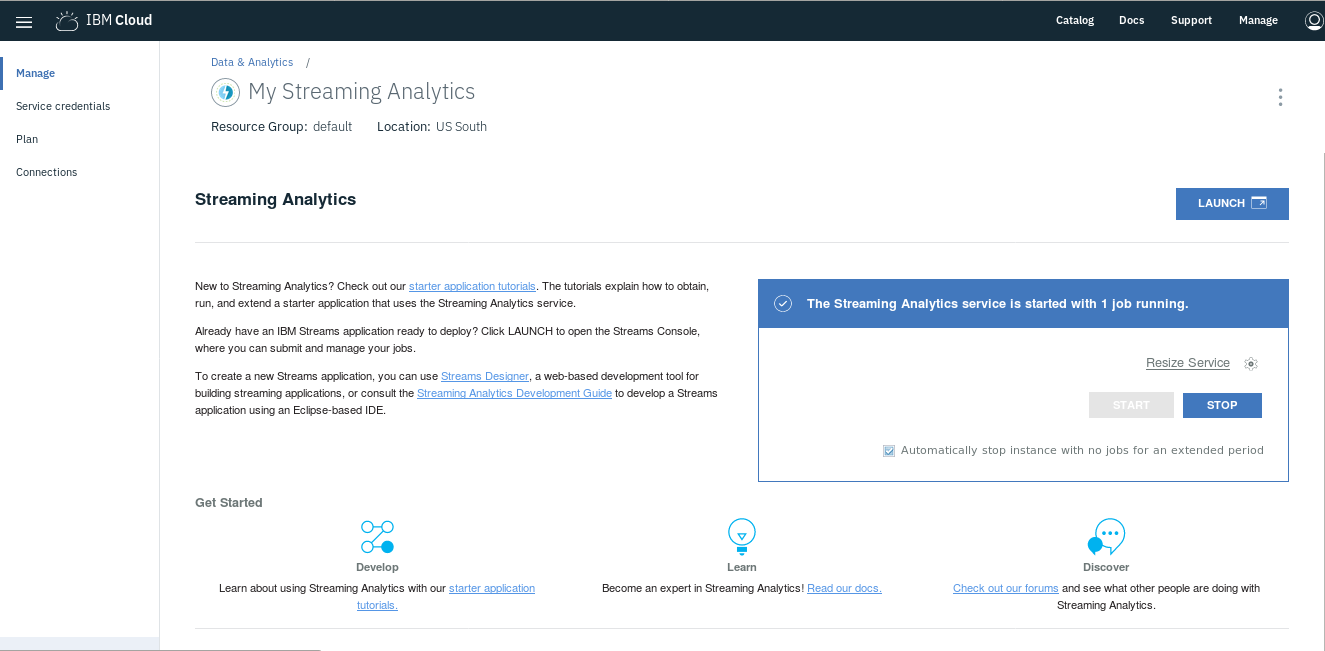 IBM Cloud
Catalog Docs Support Manage
Manage
Service credentials
Plan
Connections
Data & Analytics /
My Streaming Analytics
Resource Group: default Location: US South
Streaming Analytics
LAUNCH
New to Streaming Analytics? Check out our starter application tutorials. The tutorials explain how to obtain,
run, and extend a starter application that uses the Streaming Analytics service.
Already have an IBM Streams application ready to deploy? Click LAUNCH to open the Streams Console,
where you can submit and manage your jobs.
To create a new Streams application, you can use Streams Designer, a web-based development tool for
building streaming applications, or consult the Streaming Analytics Development Guide to develop a Streams
application using an Eclipse-based IDE.
The Streaming Analytics service is started with 1 job running.
Resize Service
START STOP
Automatically stop instance with no jobs for an extended period
Get Started
Develop
Learn about using Streaming Analytics with our starter application
tutorials.
Learn
Become an expert in Streaming Analytics! Read our docs.
Discover
Check out our forums and see what other people are doing with
Streaming Analytics.